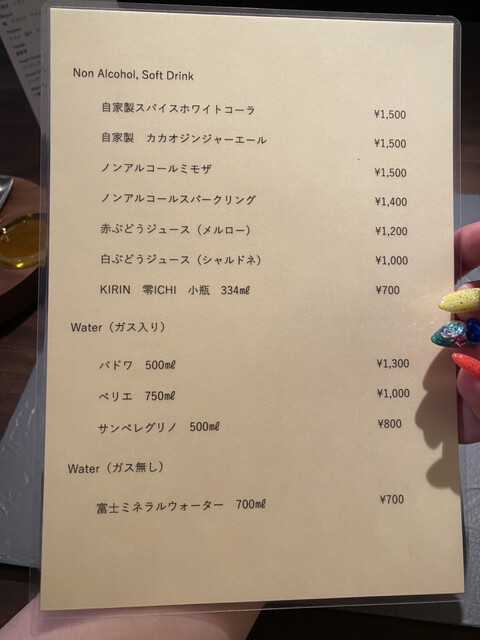 Non Alcohol, Soft Drink
自家製スパイスホワイトコーラ ¥1,500
自家製　カカオジンジャーエール ¥1,500
ノンアルコールミモザ ¥1,500
ノンアルコールスパークリング ¥1,400
赤ぶどうジュース（メルロー） ¥1,200
白ぶどうジュース（シャルドネ） ¥1,000
KIRIN　零ICHI　小瓶　334㎖ ¥700
Water（ガス入り）
バドワ　500㎖ ¥1,300
ペリエ　750㎖ ¥1,000
サンペレグリノ　500㎖ ¥800
Water（ガス無し）
富士ミネラルウォーター　700㎖ ¥700